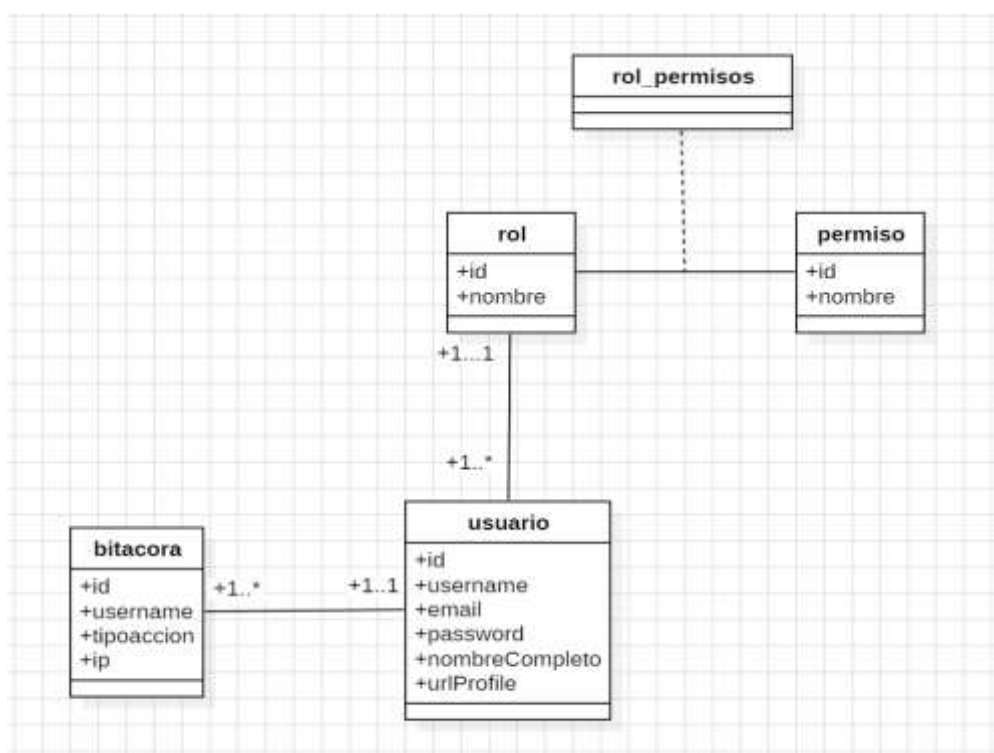 rol_permisos
rol
+id
+nombre
permiso
+id
+nombre
+1...1
+1..*
usuario
+id
+username
+email
+password
+nombreCompleto
+urlProfile
bitacora
+id
+username
+tipoaccion
+ip
+1..*
+1..1